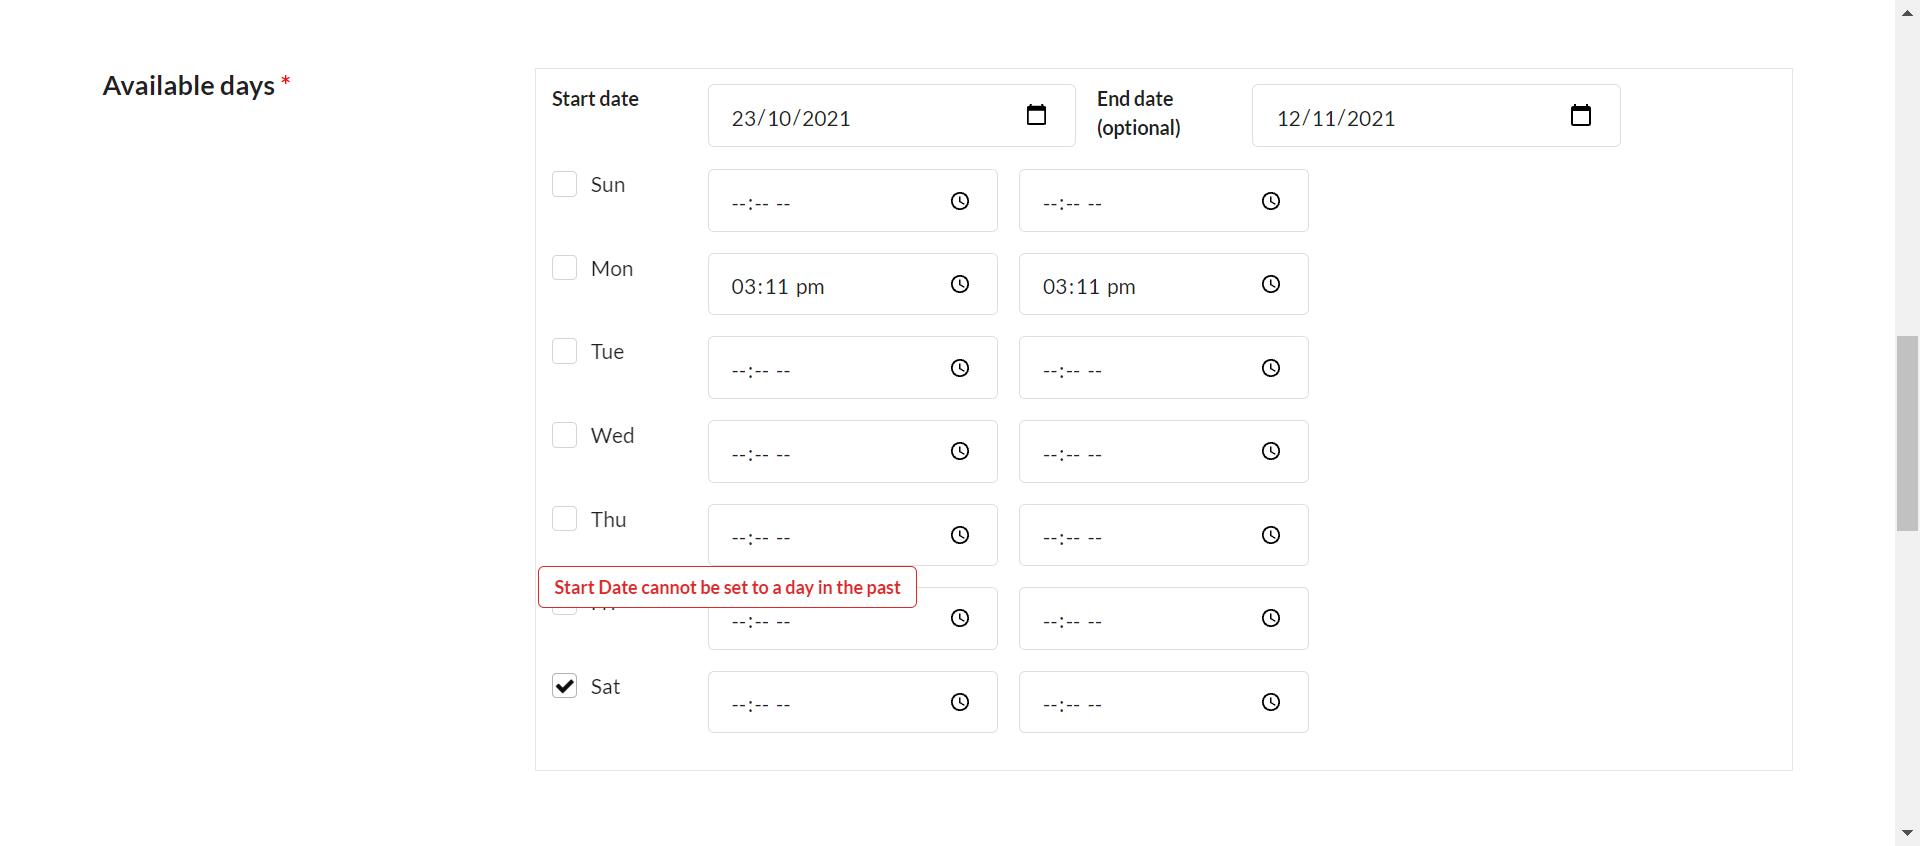 Available days *
Start date 23/10/2021 End date (optional) 12/11/2021
Sun --:-- -- --:-- --
Mon 03:11 pm 03:11 pm
Tue --:-- -- --:-- --
Wed --:-- -- --:-- --
Thu --:-- -- --:-- --
Start Date cannot be set to a day in the past
--:-- -- --:-- --
Sat --:-- -- --:-- --